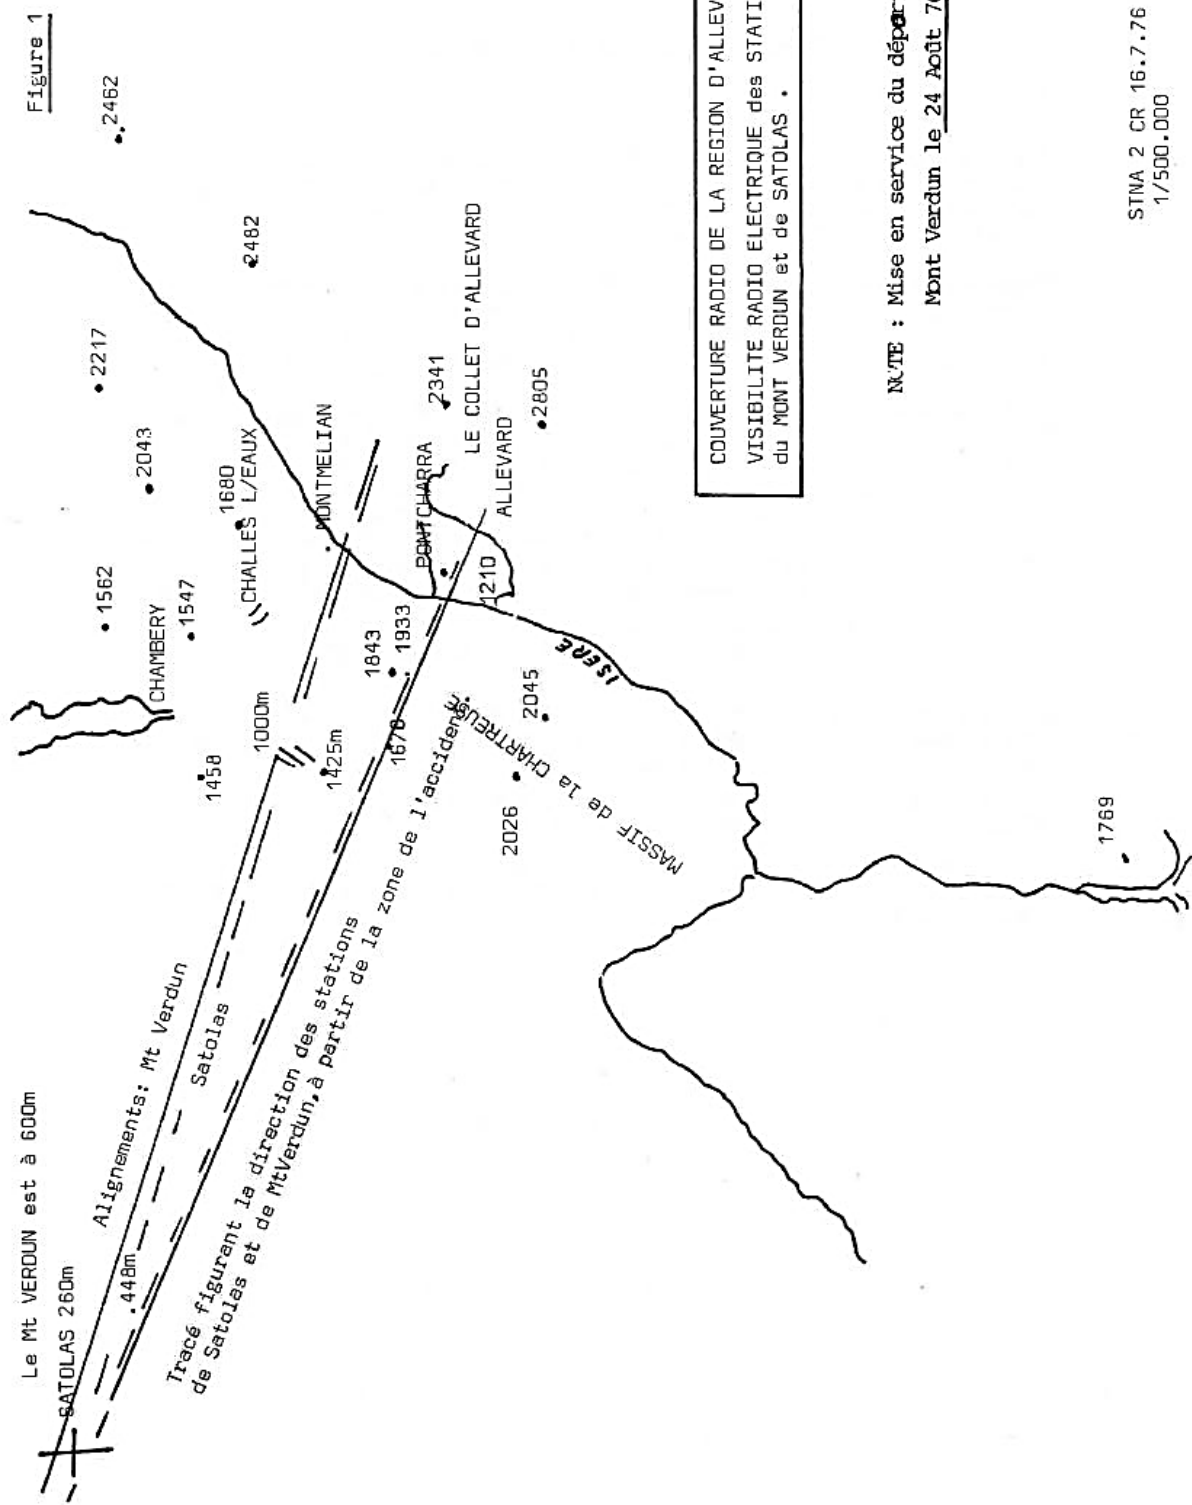 Figure 1
Le Mt VERDUN est à 600m
SATOLAS 260m
.448m
Alignements: Mt Verdun
Satolas
Tracé figurant la direction des stations
de Satolas et de MtVerdun, à partir de la zone de l'accident
1458
1000m
1425m
1670
CHAMBERY
1562
1547
2043
2217
2462
2482
1680
CHALLES L/EAUX
MONTMELIAN
1843
1933
PONTCHARRA
1210
2341
LE COLLET D'ALLEVARD
ALLEVARD
2805
ISERE
2045
2026
MASSIF de la CHARTREUSE
1769
COUVERTURE RADIO DE LA REGION D'ALLEV
VISIBILITE RADIO ELECTRIQUE des STATI
du MONT VERDUN et de SATOLAS .
NOTE : Mise en service du dépar
Mont Verdun le 24 Août 76
STNA 2 CR 16.7.76
1/500.000